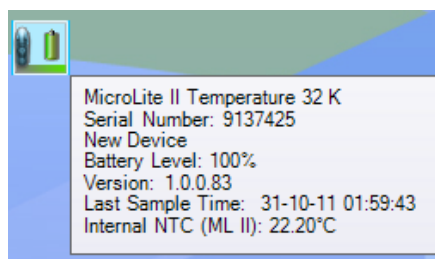 MicroLite II Temperature 32 K
Serial Number: 9137425
New Device
Battery Level: 100%
Version: 1.0.0.83
Last Sample Time: 31-10-11 01:59:43
Internal NTC (ML II): 22.20°C